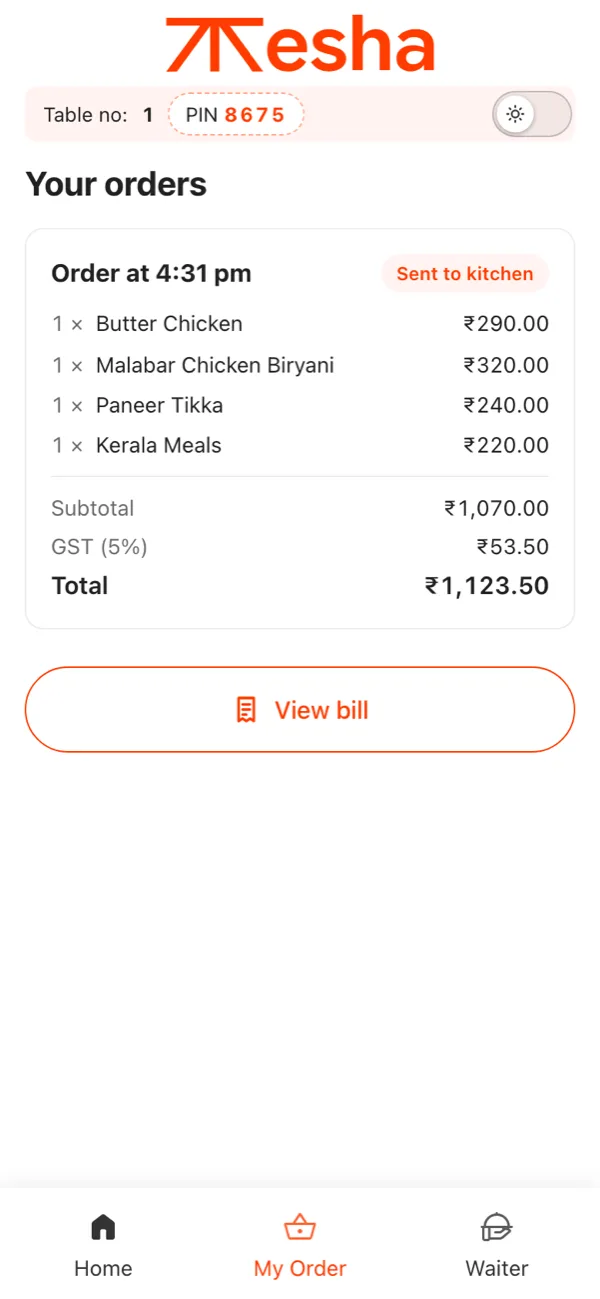 esha
Table no: 1 PIN 8675
Your orders
Order at 4:31 pm Sent to kitchen
1 × Butter Chicken ₹290.00
1 × Malabar Chicken Biryani ₹320.00
1 × Paneer Tikka ₹240.00
1 × Kerala Meals ₹220.00
Subtotal ₹1,070.00
GST (5%) ₹53.50
Total ₹1,123.50
View bill
Home My Order Waiter